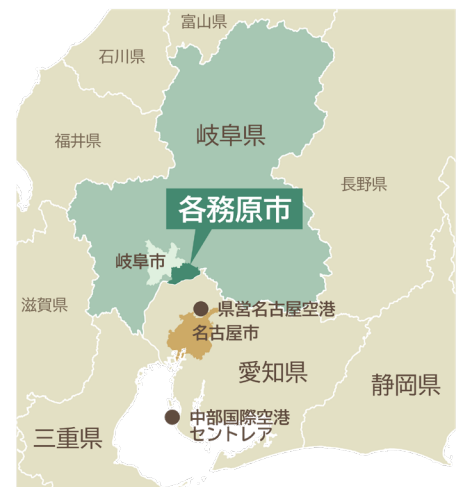 富山県
石川県
岐阜県
福井県
長野県
各務原市
岐阜市
滋賀県
県営名古屋空港
名古屋市
愛知県
静岡県
中部国際空港
セントレア
三重県